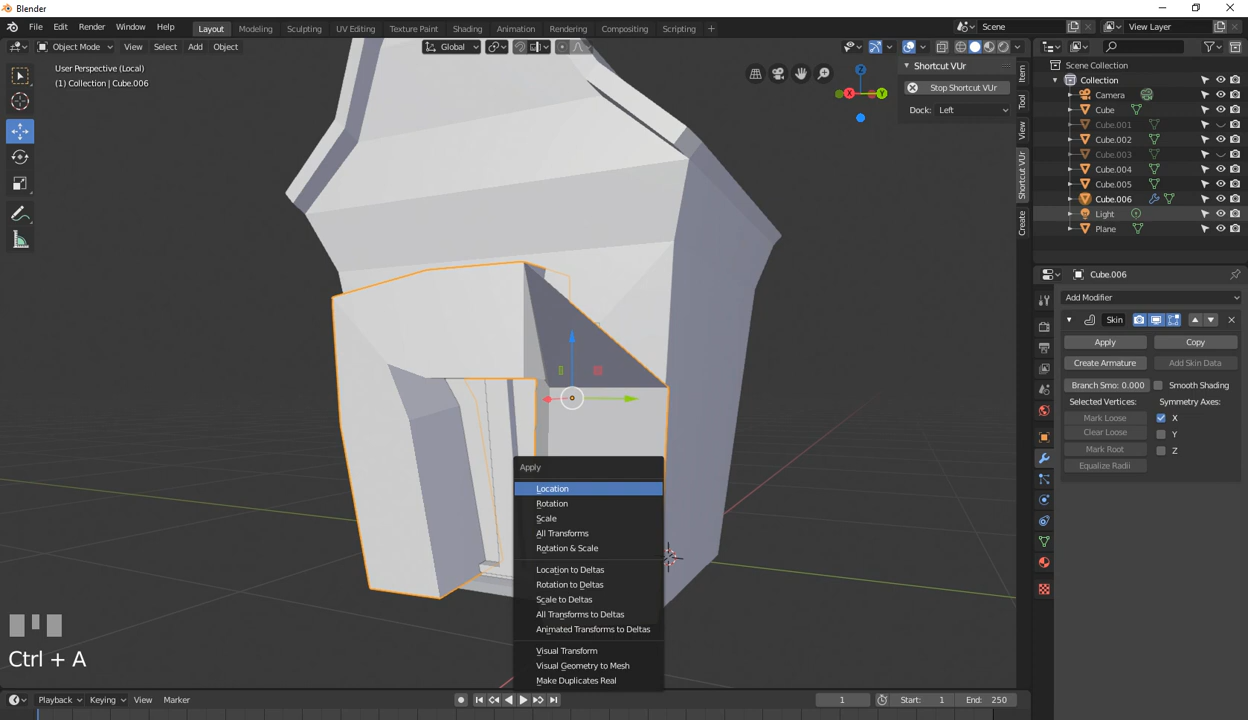 Blender
File Edit Render Window Help
Layout Modeling Sculpting UV Editing Texture Paint Shading Animation Rendering Compositing Scripting +
Scene
View Layer
Object Mode View Select Add Object
Global
User Perspective (Local)
(1) Collection | Cube.006
Z
X
Y
Shortcut VUr
Stop Shortcut VUr
Dock: Left
Item
Tool
View
Shortcut VUr
Create
Scene Collection
Collection
Camera
Cube
Cube.001
Cube.002
Cube.003
Cube.004
Cube.005
Cube.006
Light
Plane
Cube.006
Add Modifier
Skin
Apply Copy
Create Armature Add Skin Data
Branch Smo: 0.000 Smooth Shading
Selected Vertices: Symmetry Axes:
Mark Loose X
Clear Loose Y
Mark Root Z
Equalize Radii
Apply
Location
Rotation
Scale
All Transforms
Rotation & Scale
Location to Deltas
Rotation to Deltas
Scale to Deltas
All Transforms to Deltas
Animated Transforms to Deltas
Visual Transform
Visual Geometry to Mesh
Make Duplicates Real
Ctrl + A
Playback Keying View Marker
1 Start: 1 End: 250